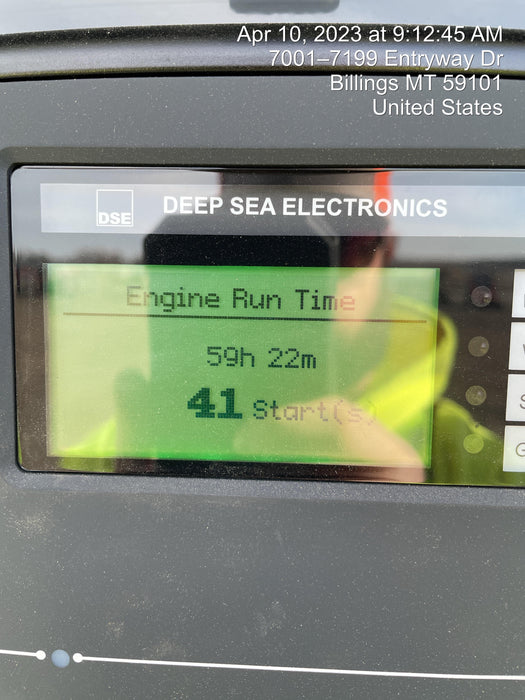 Apr 10, 2023 at 9:12:45 AM
7001–7199 Entryway Dr
Billings MT 59101
United States
DSE
DEEP SEA ELECTRONICS
Engine Run Time
59h 22m
41 Start(s)